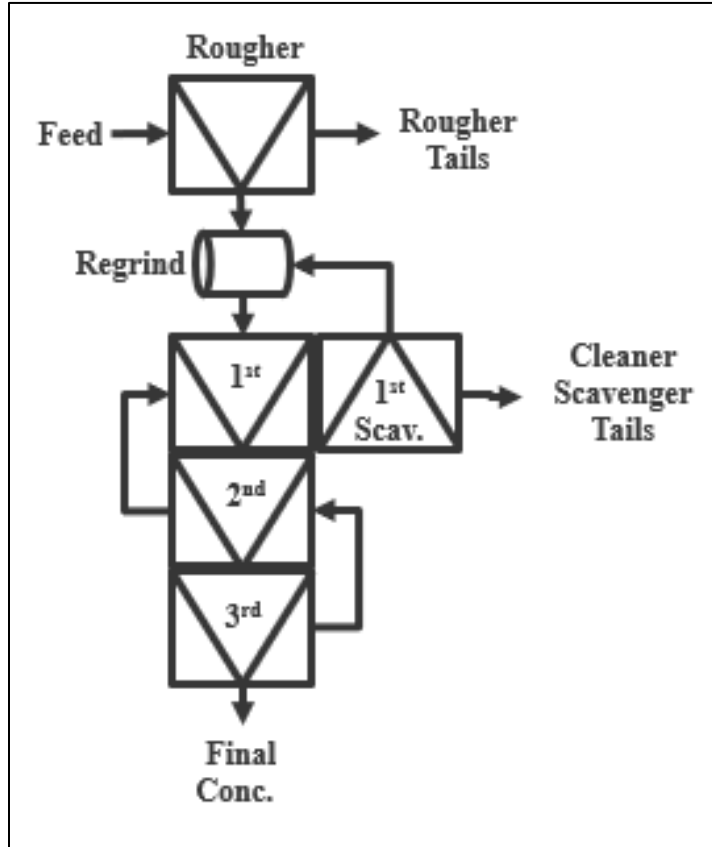 Rougher
Feed
Rougher
Tails
Regrind
1st
1st
Scav.
Cleaner
Scavenger
Tails
2nd
3rd
Final
Conc.